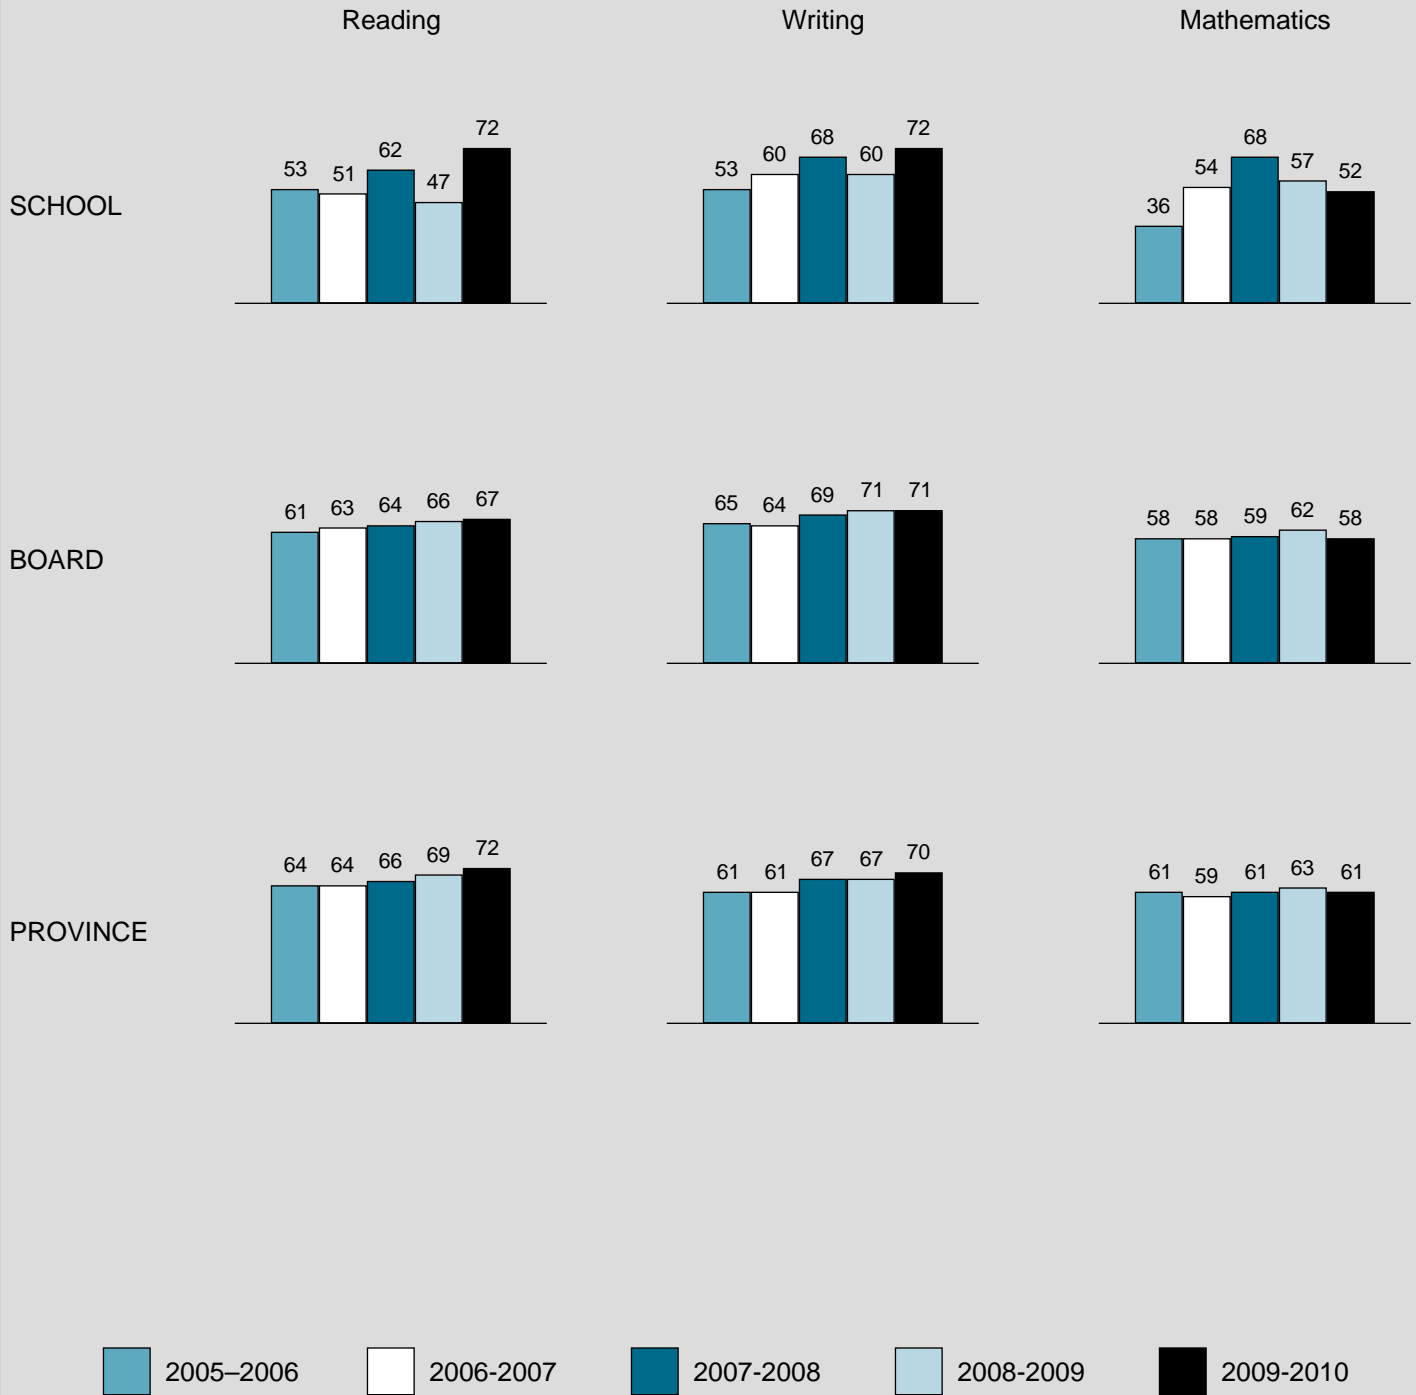 Reading Writing Mathematics
SCHOOL
53 51 62 47 72
53 60 68 60 72
36 54 68 57 52
BOARD
61 63 64 66 67
65 64 69 71 71
58 58 59 62 58
PROVINCE
64 64 66 69 72
61 61 67 67 70
61 59 61 63 61
2005–2006 2006-2007 2007-2008 2008-2009 2009-2010